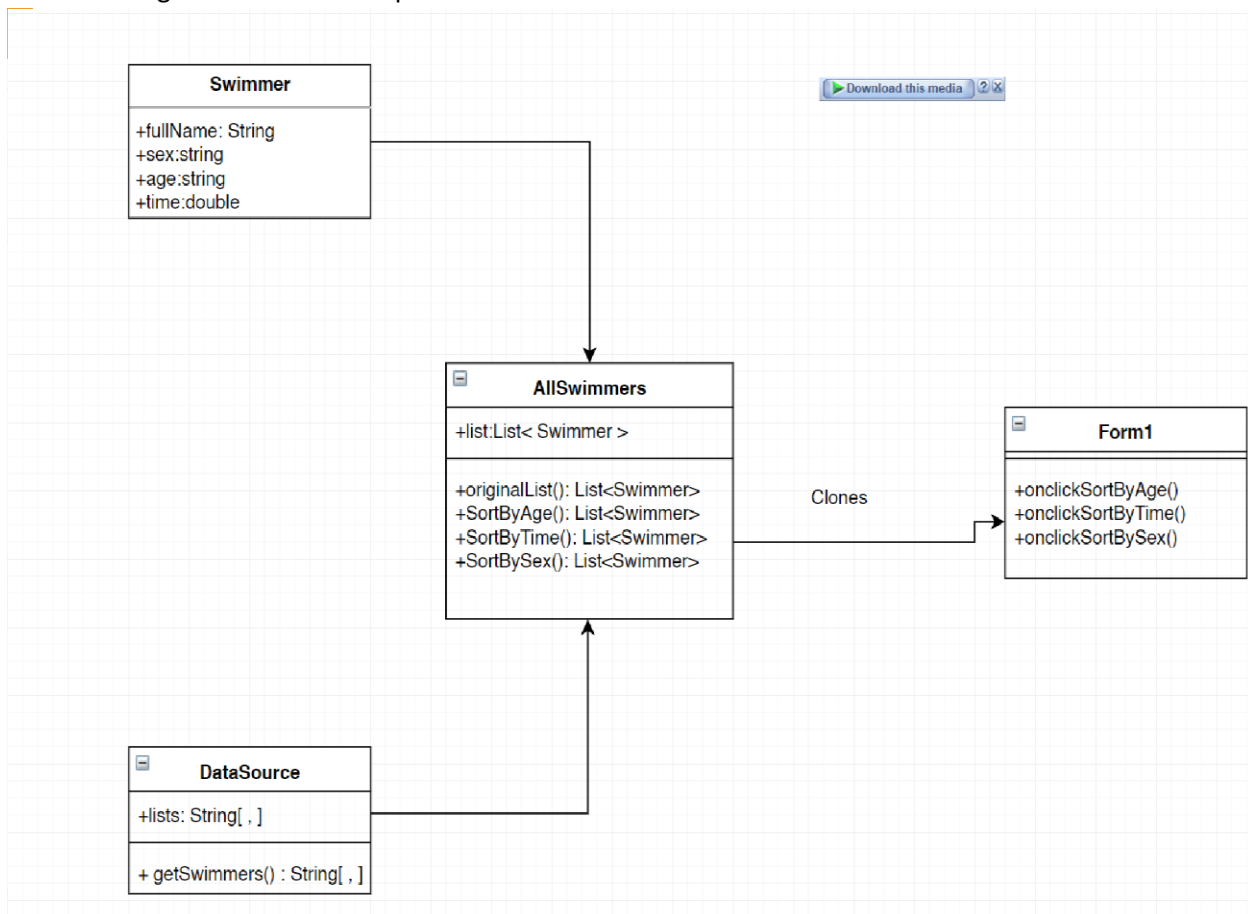 Swimmer
+fullName: String
+sex:string
+age:string
+time:double
Download this media
AllSwimmers
+list:List< Swimmer >
+originalList(): List<Swimmer>
+SortByAge(): List<Swimmer>
+SortByTime(): List<Swimmer>
+SortBySex(): List<Swimmer>
Clones
Form1
+onclickSortByAge()
+onclickSortByTime()
+onclickSortBySex()
DataSource
+lists: String[ , ]
+ getSwimmers() : String[ , ]